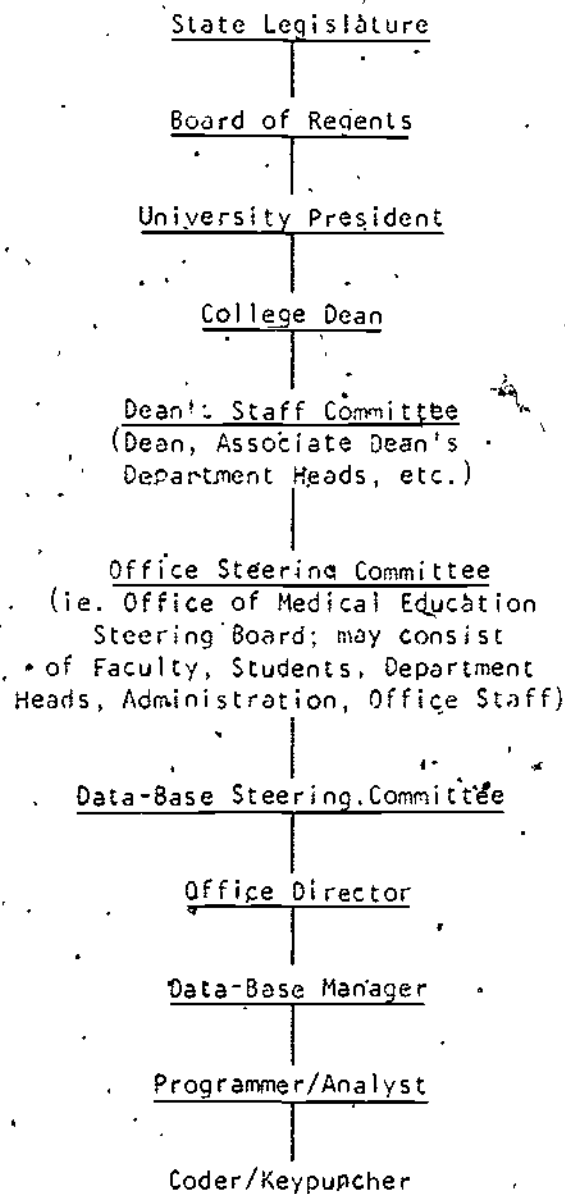 State Legislature
Board of Regents
University President
College Dean
Dean's Staff Committee
(Dean, Associate Dean's
Department Heads, etc.)
Office Steering Committee
(ie. Office of Medical Education
Steering Board; may consist
of Faculty, Students, Department
Heads, Administration, Office Staff)
Data-Base Steering Committee
Office Director
Data-Base Manager
Programmer/Analyst
Coder/Keypuncher